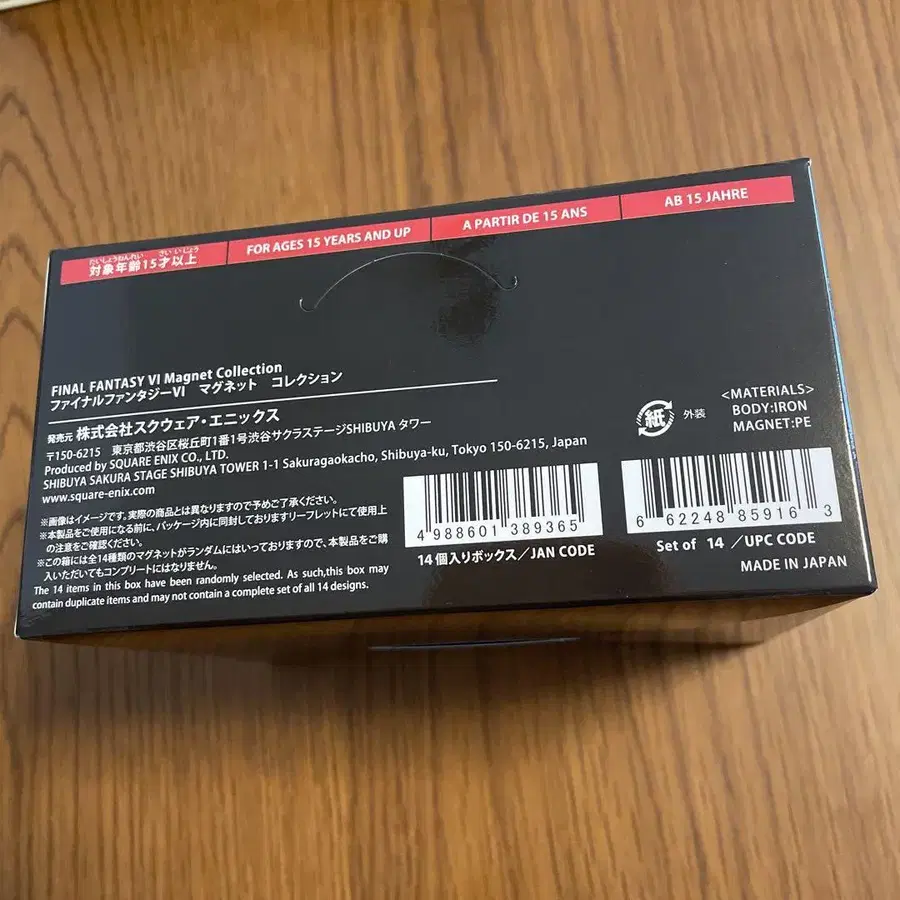 たいしょうねんれい さい いじょう
対象年齢15才以上
FOR AGES 15 YEARS AND UP
A PARTIR DE 15 ANS
AB 15 JAHRE
FINAL FANTASY VI Magnet Collection
ファイナルファンタジーVI マグネット コレクション
発売元 株式会社スクウェア・エニックス
〒150-6215 東京都渋谷区桜丘町1番1号渋谷サクラステージSHIBUYA タワー
Produced by SQUARE ENIX CO., LTD.
SHIBUYA SAKURA STAGE SHIBUYA TOWER 1-1 Sakuragaokacho, Shibuya-ku, Tokyo 150-6215, Japan
www.square-enix.com
※画像はイメージです。実際の商品とは異なりますので予めご了承ください。
※本製品をご使用になる前に、パッケージ内に同封しておりますリーフレットにて使用上
の注意をご確認ください。
※この箱には全14種類のマグネットがランダムにはいっておりますので、本製品をご購
入いただいてもコンプリートにはなりません。
The 14 items in this box have been randomly selected. As such,this box may
contain duplicate items and may not contain a complete set of all 14 designs.
紙 外装
<MATERIALS>
BODY:IRON
MAGNET:PE
4 988601 389365
14個入りボックス/JAN CODE
6 62248 85916 3
Set of 14 /UPC CODE
MADE IN JAPAN